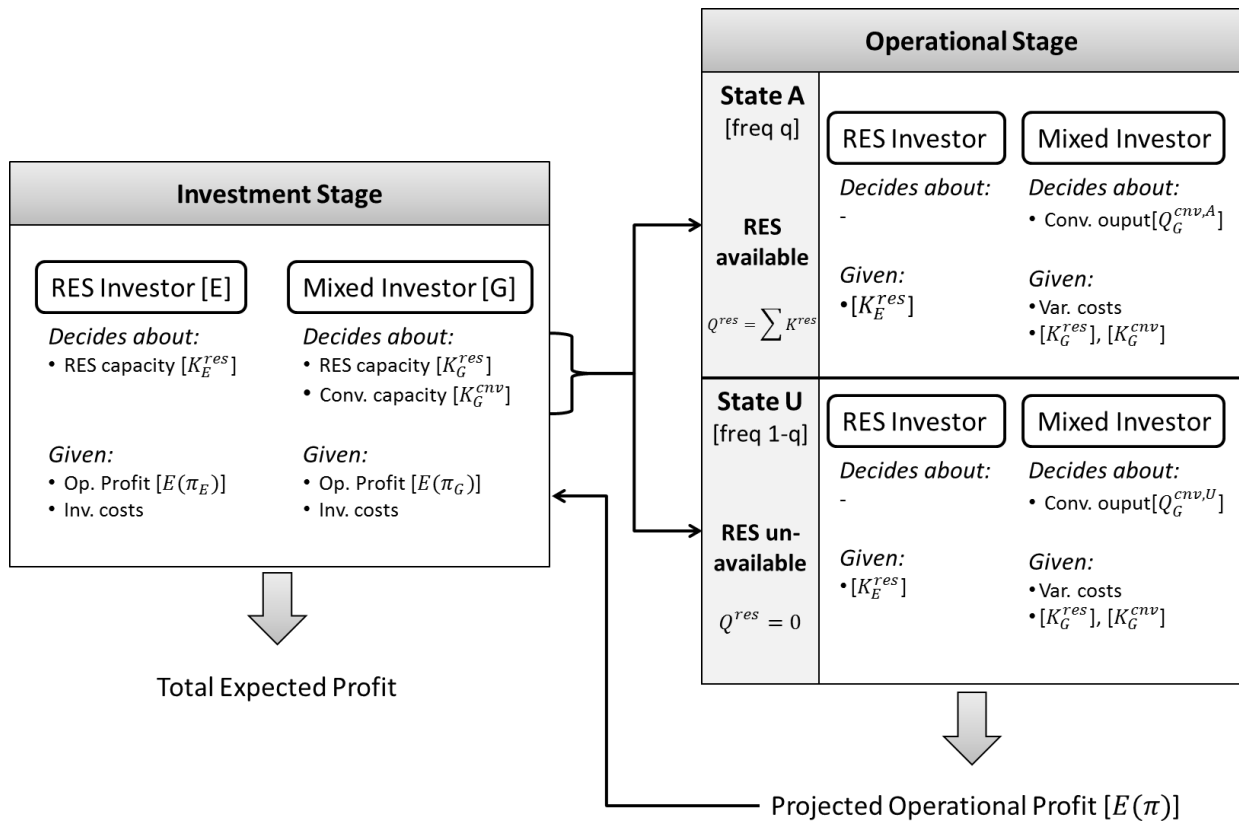 Investment Stage
RES Investor [E]
Decides about:
• RES capacity [K_E^{res}]
Given:
• Op. Profit [E(π_E)]
• Inv. costs
Mixed Investor [G]
Decides about:
• RES capacity [K_G^{res}]
• Conv. capacity [K_G^{cnv}]
Given:
• Op. Profit [E(π_G)]
• Inv. costs
Total Expected Profit
Operational Stage
State A
[freq q]
RES
available
Q^{res} = ∑ K^{res}
RES Investor
Decides about:
-
Given:
•[K_E^{res}]
Mixed Investor
Decides about:
• Conv. ouput[Q_G^{cnv,A}]
Given:
• Var. costs
•[K_G^{res}], [K_G^{cnv}]
State U
[freq 1-q]
RES un-
available
Q^{res} = 0
RES Investor
Decides about:
-
Given:
•[K_E^{res}]
Mixed Investor
Decides about:
• Conv. ouput[Q_G^{cnv,U}]
Given:
• Var. costs
•[K_G^{res}], [K_G^{cnv}]
Projected Operational Profit [E(π)]